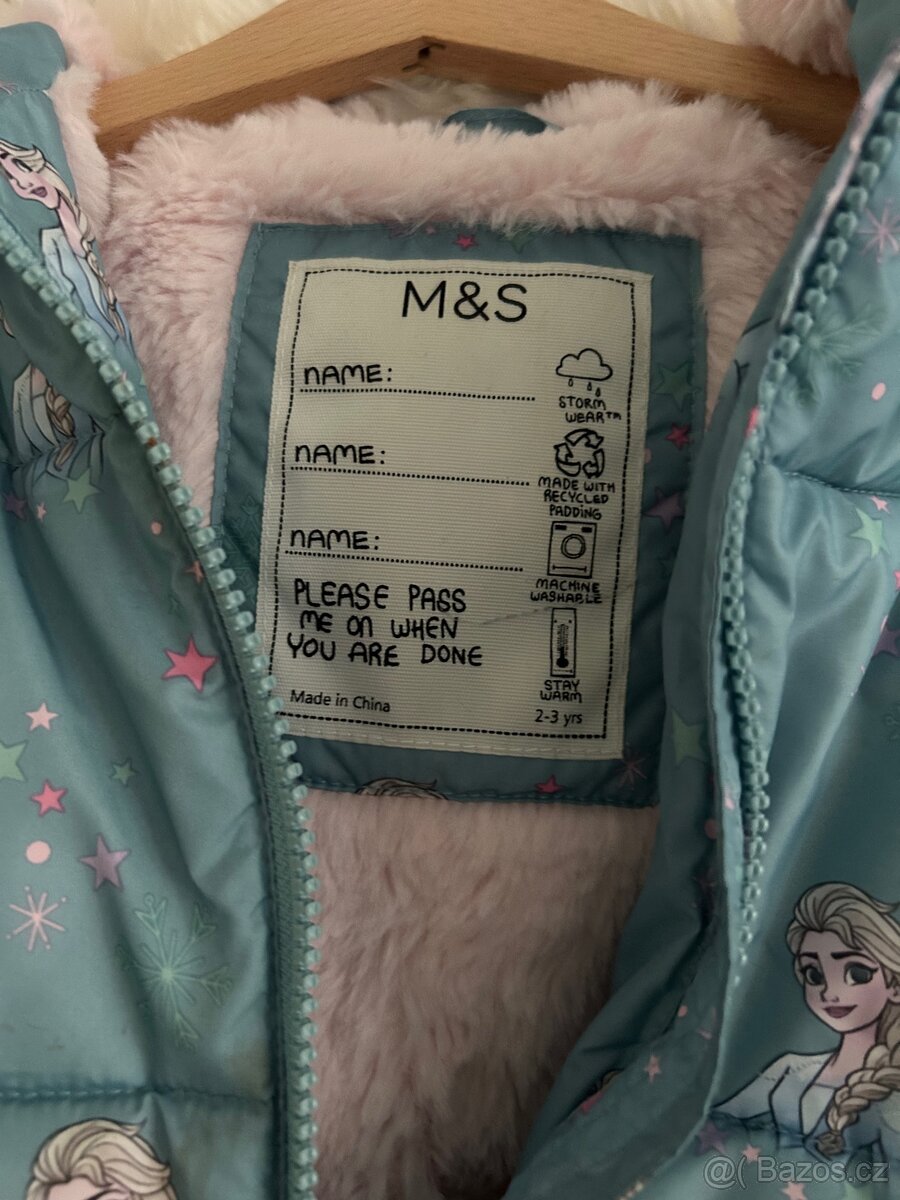 M&S
NAME:
NAME:
NAME:
PLEASE PASS
ME ON WHEN
YOU ARE DONE
Made in China
STORM
WEAR™
MADE WITH
RECYCLED
PADDING
MACHINE
WASHABLE
STAY
WARM
2-3 yrs
@( Bazos.cz